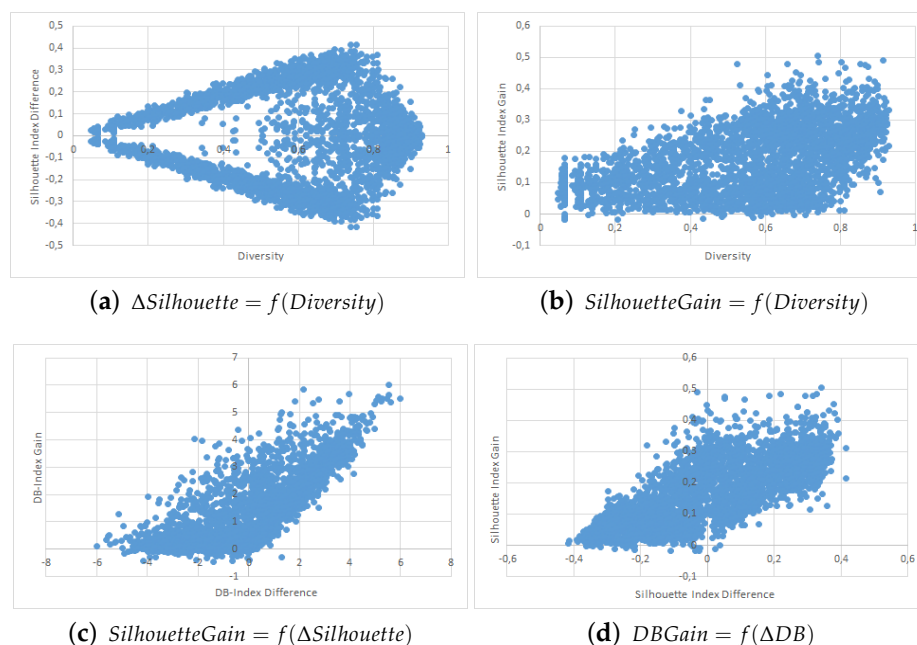 0,5
0,4
0,3
0,2
0,1
0
-0,1
-0,2
-0,3
-0,4
-0,5
0 0,2 0,4 0,6 0,8 1
Silhouette Index Difference
Diversity
(a) ΔSilhouette = f(Diversity)
0,6
0,5
0,4
0,3
0,2
0,1
0
-0,1
0 0,2 0,4 0,6 0,8 1
Silhouette Index Gain
Diversity
(b) SilhouetteGain = f(Diversity)
7
6
5
4
3
2
1
0
-1
-6 -4 -2 0 2 4 6 8
DB-Index Gain
DB-Index Difference
(c) SilhouetteGain = f(ΔSilhouette)
0,6
0,5
0,4
0,3
0,2
0,1
0
-0,1
-0,6 -0,4 -0,2 0 0,2 0,4 0,6
Silhouette Index Gain
Silhouette Index Difference
(d) DBGain = f(ΔDB)